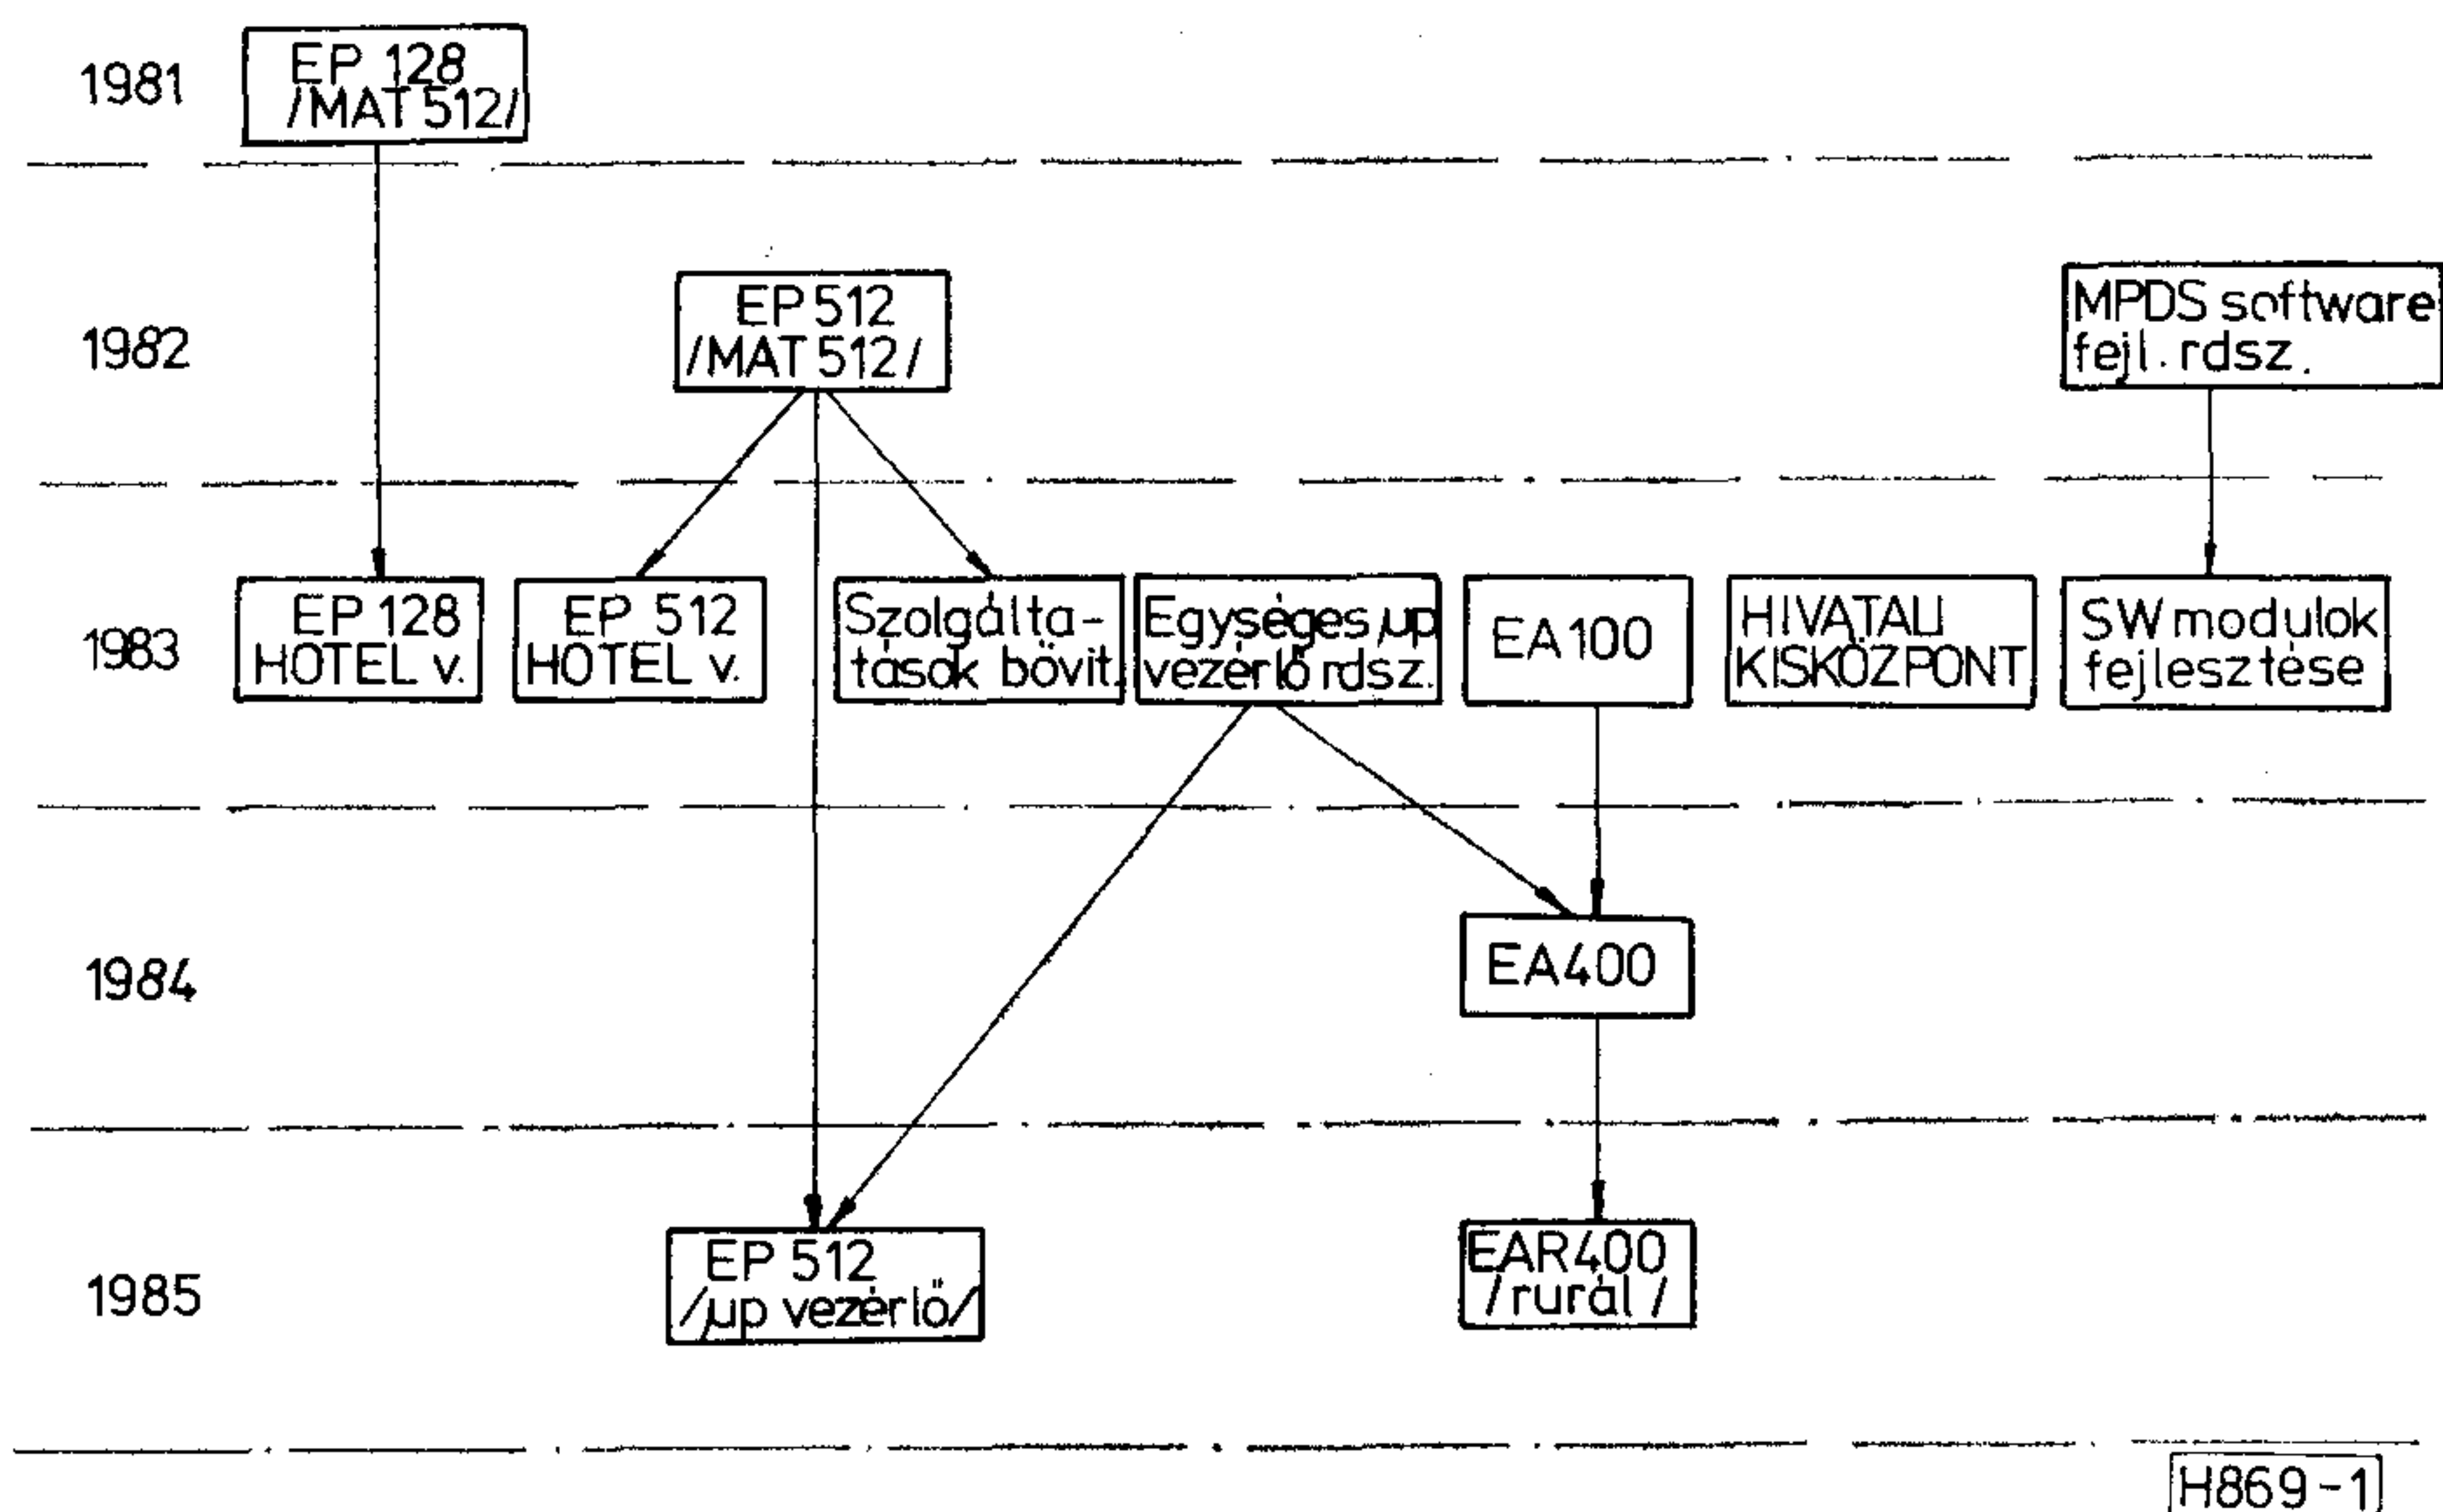 1981
EP 128
/MAT 512/
1982
EP 512
/MAT 512/
MPDS software
fejl. rdsz.
1983
EP 128
HOTEL v.
EP 512
HOTEL v.
Szolgálta-
tások bövit.
Egységes μp
vezérlő rdsz.
EA 100
HIVATALI
KISKÖZPONT
SW modulok
fejlesztése
1984
EA400
1985
EP 512
/μp vezérlő/
EAR400
/rurál/
H869-1